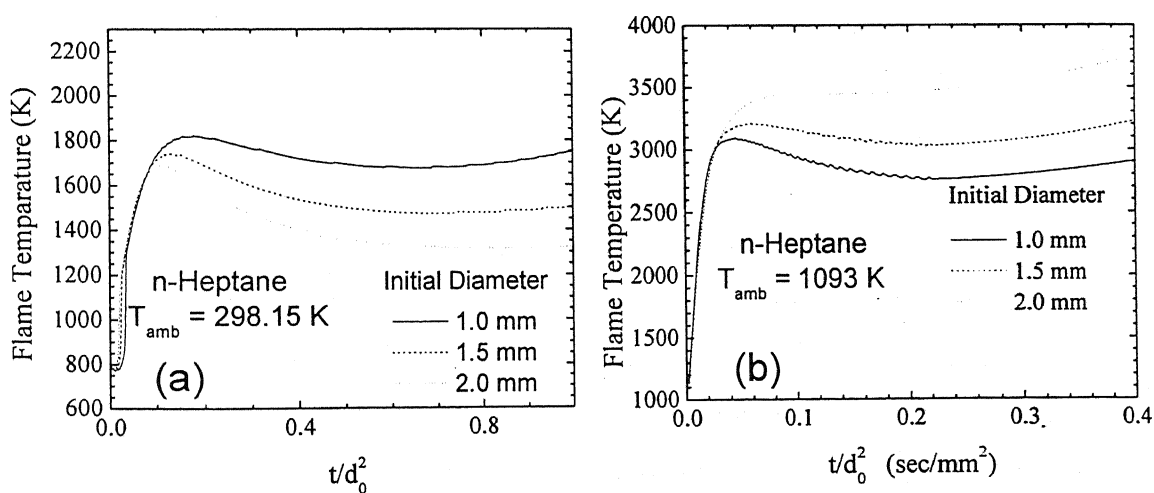 Flame Temparature (K)
2200
2000
1800
1600
1400
1200
1000
800
600
n-Heptane
T_amb = 298.15 K
Initial Diameter
1.0 mm
1.5 mm
2.0 mm
(a)
0.0 0.4 0.8
t/d_0^2
Flame Temperature (K)
4000
3500
3000
2500
2000
1500
1000
n-Heptane
T_amb = 1093 K
Initial Diameter
1.0 mm
1.5 mm
2.0 mm
(b)
0.0 0.1 0.2 0.3 0.4
t/d_0^2 (sec/mm^2)